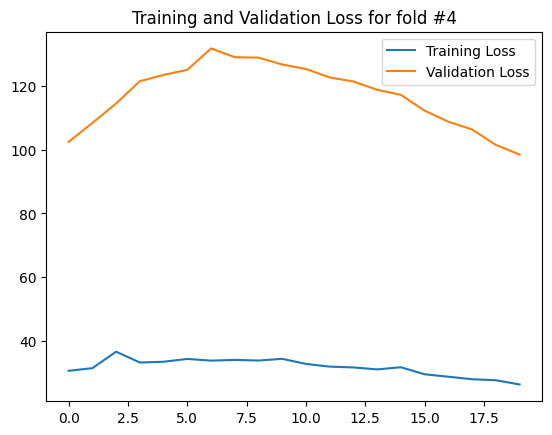 Training and Validation Loss for fold #4
Training Loss
Validation Loss
120
100
80
60
40
0.0 2.5 5.0 7.5 10.0 12.5 15.0 17.5